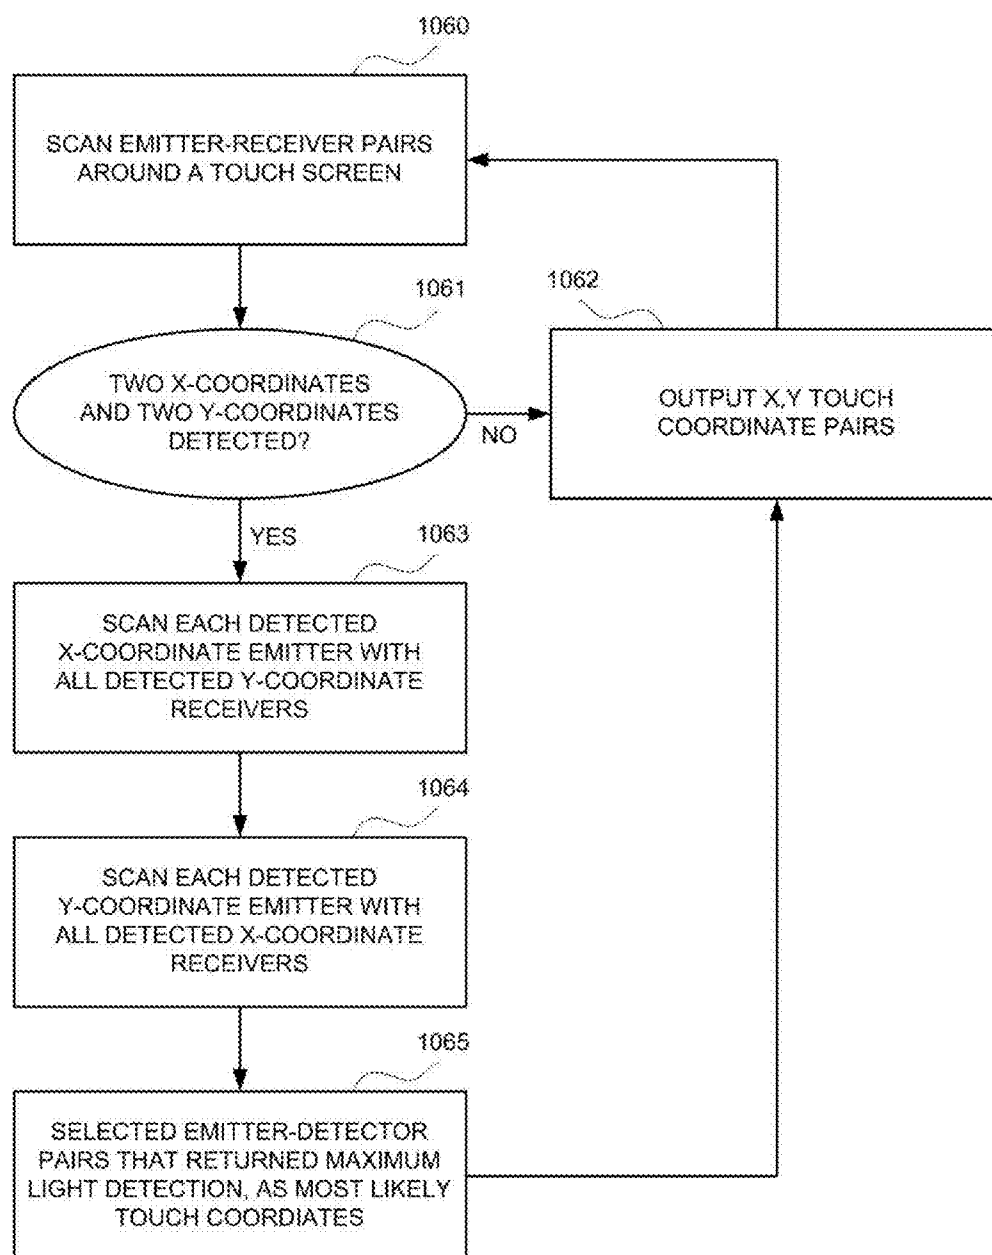 1060
SCAN EMITTER-RECEIVER PAIRS
AROUND A TOUCH SCREEN
1061
TWO X-COORDINATES
AND TWO Y-COORDINATES
DETECTED?
NO
1062
OUTPUT X,Y TOUCH
COORDINATE PAIRS
YES
1063
SCAN EACH DETECTED
X-COORDINATE EMITTER WITH
ALL DETECTED Y-COORDINATE
RECEIVERS
1064
SCAN EACH DETECTED
Y-COORDINATE EMITTER WITH
ALL DETECTED X-COORDINATE
RECEIVERS
1065
SELECTED EMITTER-DETECTOR
PAIRS THAT RETURNED MAXIMUM
LIGHT DETECTION, AS MOST LIKELY
TOUCH COORDIATES